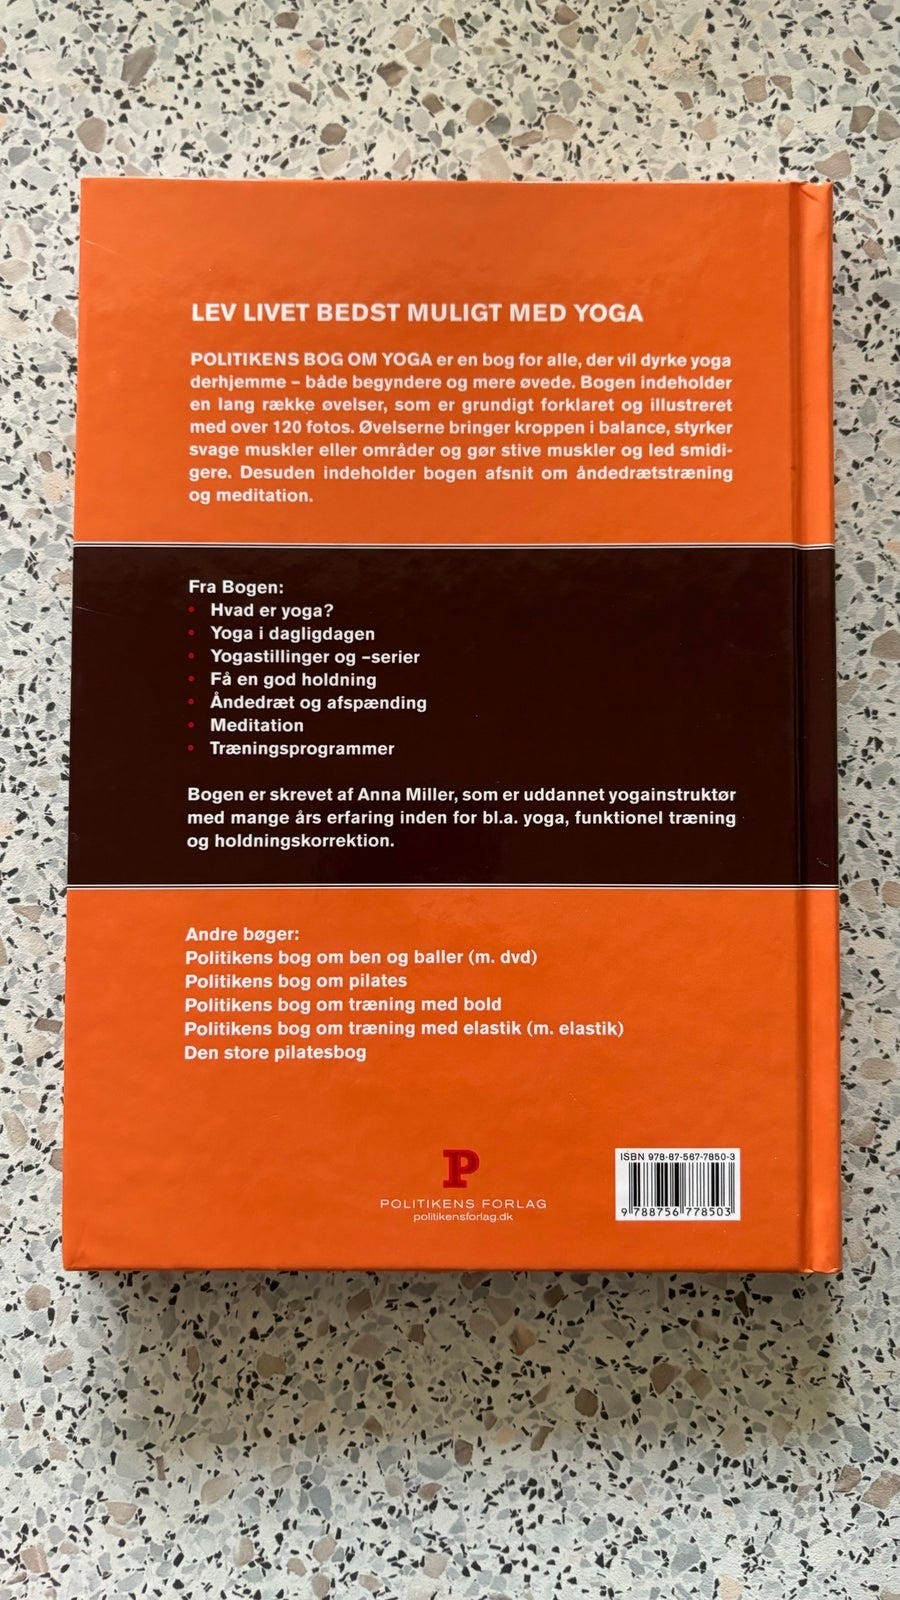 LEV LIVET BEDST MULIGT MED YOGA
POLITIKENS BOG OM YOGA er en bog for alle, der vil dyrke yoga
derhjemme – både begyndere og mere øvede. Bogen indeholder
en lang række øvelser, som er grundigt forklaret og illustreret
med over 120 fotos. Øvelserne bringer kroppen i balance, styrker
svage muskler eller områder og gør stive muskler og led smidi-
gere. Desuden indeholder bogen afsnit om åndedrætstræning
og meditation.
Fra Bogen:
• Hvad er yoga?
• Yoga i dagligdagen
• Yogastillinger og –serier
• Få en god holdning
• Åndedræt og afspænding
• Meditation
• Træningsprogrammer
Bogen er skrevet af Anna Miller, som er uddannet yogainstruktør
med mange års erfaring inden for bl.a. yoga, funktionel træning
og holdningskorrektion.
Andre bøger:
Politikens bog om ben og baller (m. dvd)
Politikens bog om pilates
Politikens bog om træning med bold
Politikens bog om træning med elastik (m. elastik)
Den store pilatesbog
P
POLITIKENS FORLAG
politikensforlag.dk
ISBN 978-87-567-7850-3
9 788756 778503